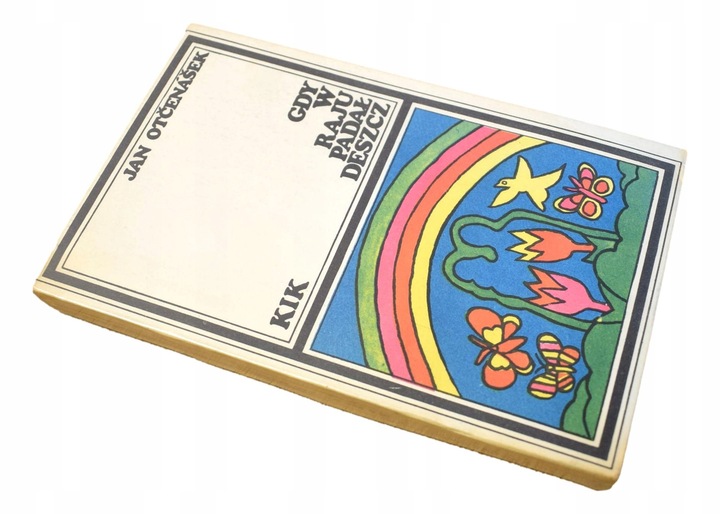 JAN OTČENÁŠEK
GDY
W
RAJU
PADAŁ
DESZCZ
KIK